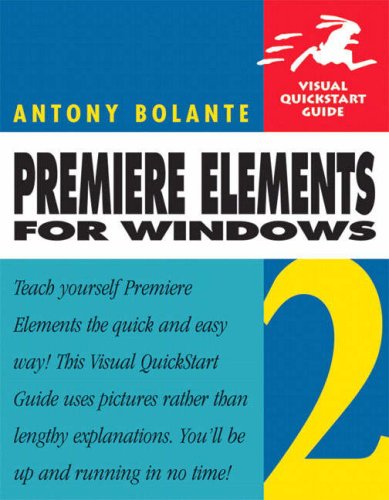 VISUAL
QUICKSTART
GUIDE
ANTONY BOLANTE
PREMIERE ELEMENTS
FOR WINDOWS
2
Teach yourself Premiere
Elements the quick and easy
way! This Visual QuickStart
Guide uses pictures rather than
lengthy explanations. You'll be
up and running in no time!